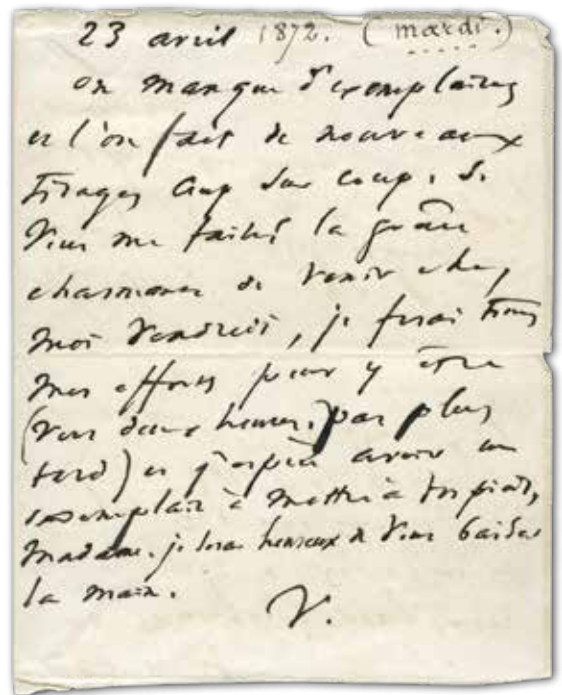 23 avril 1872. (mardi.)
on manque d'exemplaires
et l'on fait de nouveaux
tirages coup sur coup. Si
vous me faites la grâce
charmante de venir chez
moi vendredi, je ferai tous
mes efforts pour y être
(vers deux heures, pas plus
tard) et j'espère avoir un
exemplaire à mettre à vos pieds,
madame. je serai heureux de vous baiser
la main.
V.